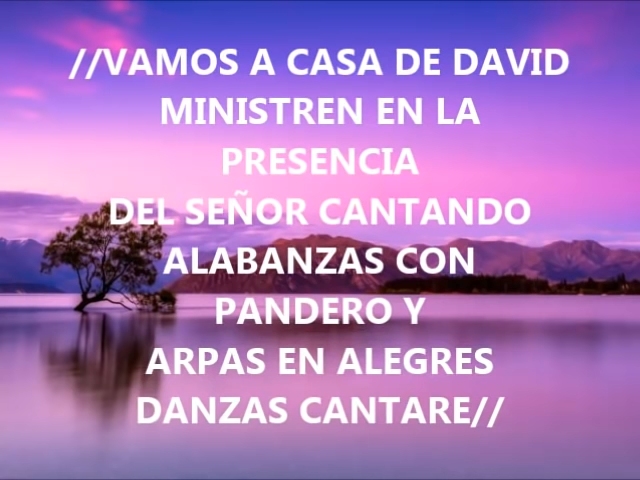 //VAMOS A CASA DE DAVID
MINISTREN EN LA
PRESENCIA
DEL SEÑOR CANTANDO
ALABANZAS CON
PANDERO Y
ARPAS EN ALEGRES
DANZAS CANTARE//